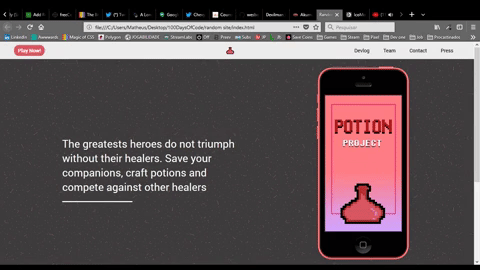 file:///C:/Users/Matheus/Desktop/100DaysOfCode/random site/index.html
Play Now!
Devlog
Team
Contact
Press
The greatests heroes do not triumph
without their healers. Save your
companions, craft potions and
compete against other healers
POTION
PROJECT